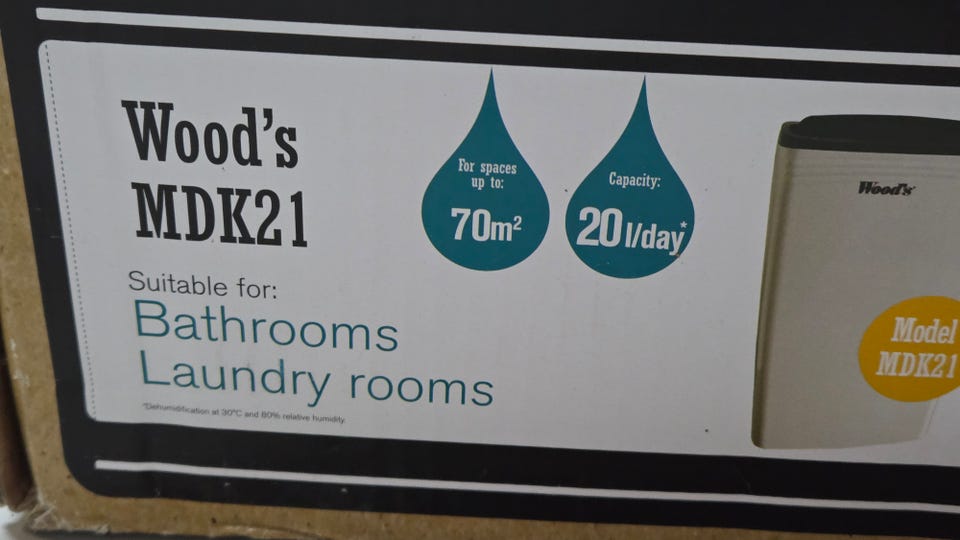 Wood's
MDK21
Suitable for:
Bathrooms
Laundry rooms
*Dehumidification at 30°C and 80% relative humidity.
For spaces
up to:
70m²
Capacity:
20 l/day*
Wood's
Model
MDK21